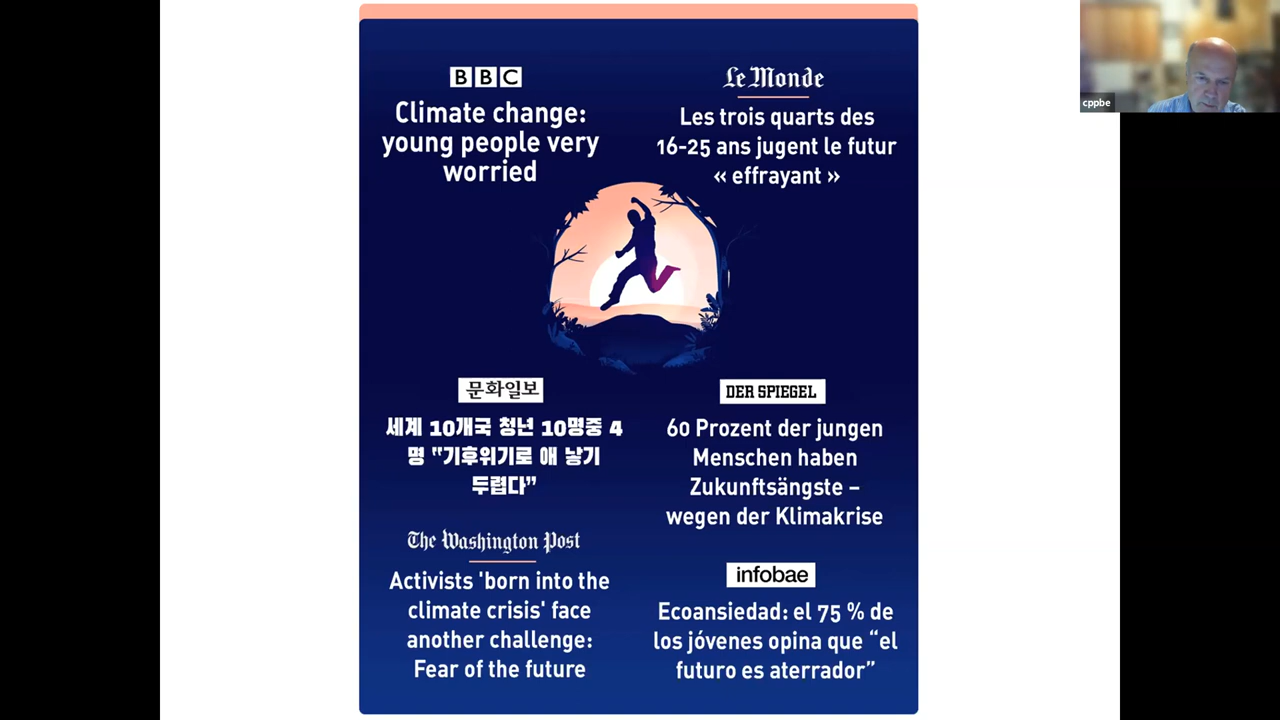 BBC
Climate change:
young people very
worried
Le Monde
Les trois quarts des
16-25 ans jugent le futur
« effrayant »
문화일보
세계 10개국 청년 10명중 4
명 “기후위기로 애 낳기
두렵다”
DER SPIEGEL
60 Prozent der jungen
Menschen haben
Zukunftsängste –
wegen der Klimakrise
The Washington Post
Activists 'born into the
climate crisis' face
another challenge:
Fear of the future
infobae
Ecoansiedad: el 75 % de
los jóvenes opina que “el
futuro es aterrador”
cppbe